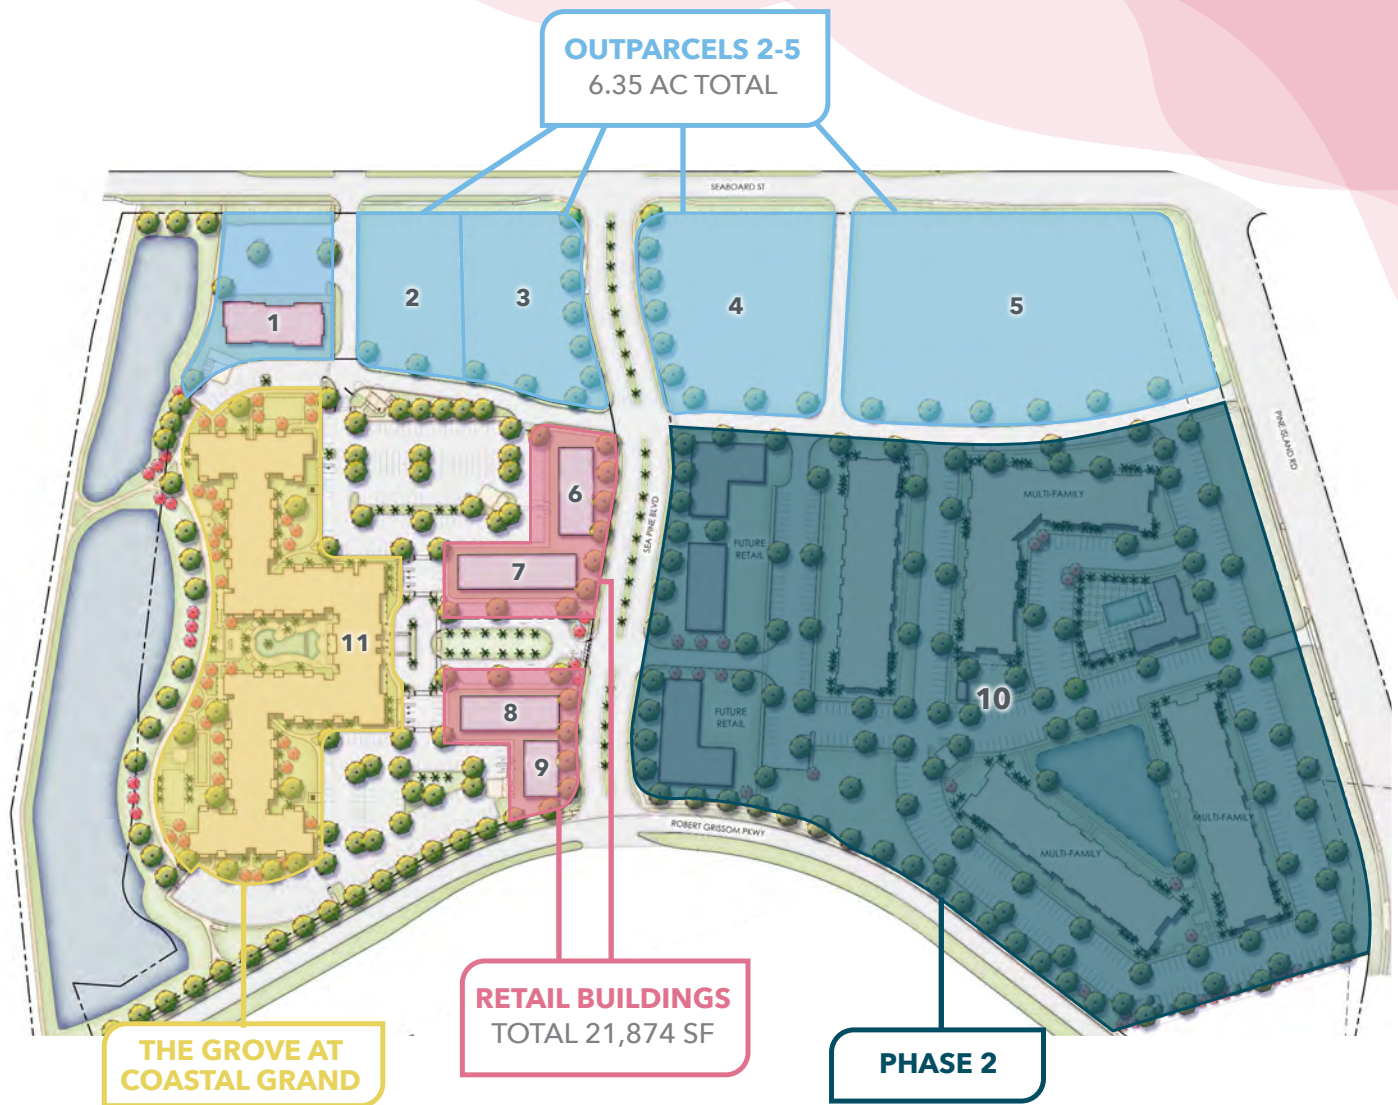 OUTPARCELS 2-5
6.35 AC TOTAL
SEABOARD ST
1
2
3
4
5
PINE ISLAND RD
6
SEA PINE BLVD
MULTI-FAMILY
FUTURE
RETAIL
7
11
10
8
FUTURE
RETAIL
9
ROBERT GRISSOM PKWY
MULTI-FAMILY
MULTI-FAMILY
RETAIL BUILDINGS
TOTAL 21,874 SF
THE GROVE AT
COASTAL GRAND
PHASE 2